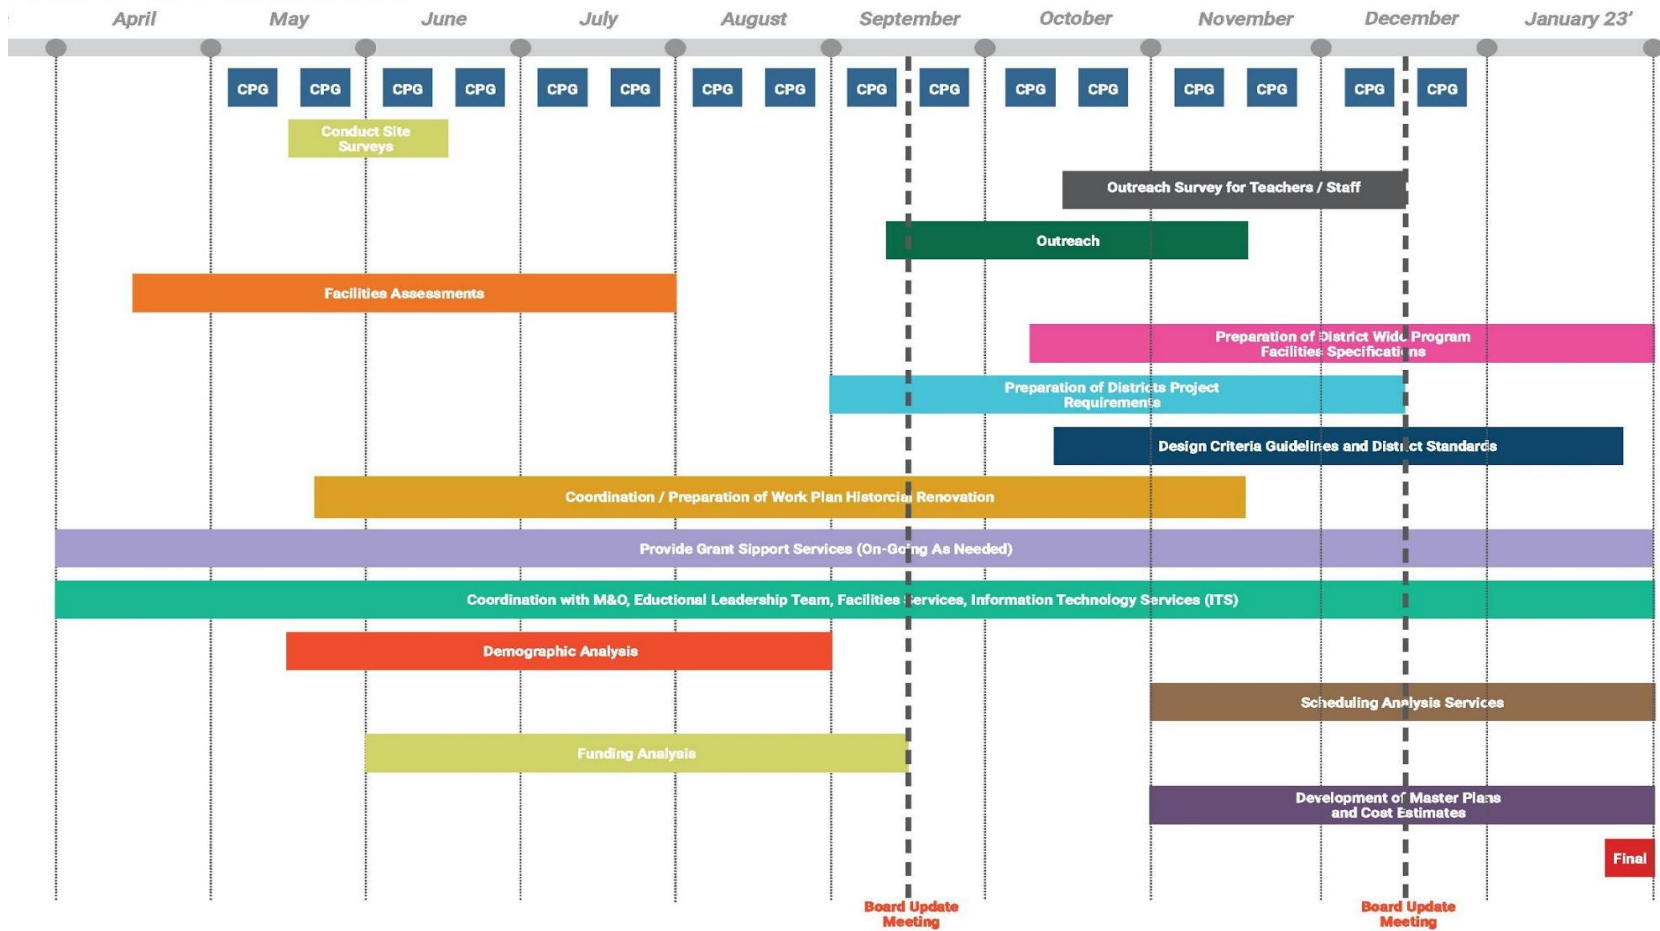 April May June July August September October November December January 23’
CPG CPG CPG CPG CPG CPG CPG CPG CPG CPG CPG CPG CPG CPG CPG CPG
Conduct Site
Surveys
Outreach Survey for Teachers / Staff
Outreach
Facilities Assessments
Preparation of District Wide Program
Facilities Specifications
Preparation of Districts Project
Requirements
Design Criteria Guidelines and District Standards
Coordination / Preparation of Work Plan Historcial Renovation
Provide Grant Sipport Services (On-Going As Needed)
Coordination with M&O, Eductional Leadership Team, Facilities Services, Information Technology Services (ITS)
Demographic Analysis
Scheduling Analysis Services
Funding Analysis
Development of Master Plans
and Cost Estimates
Final
Board Update
Meeting
Board Update
Meeting